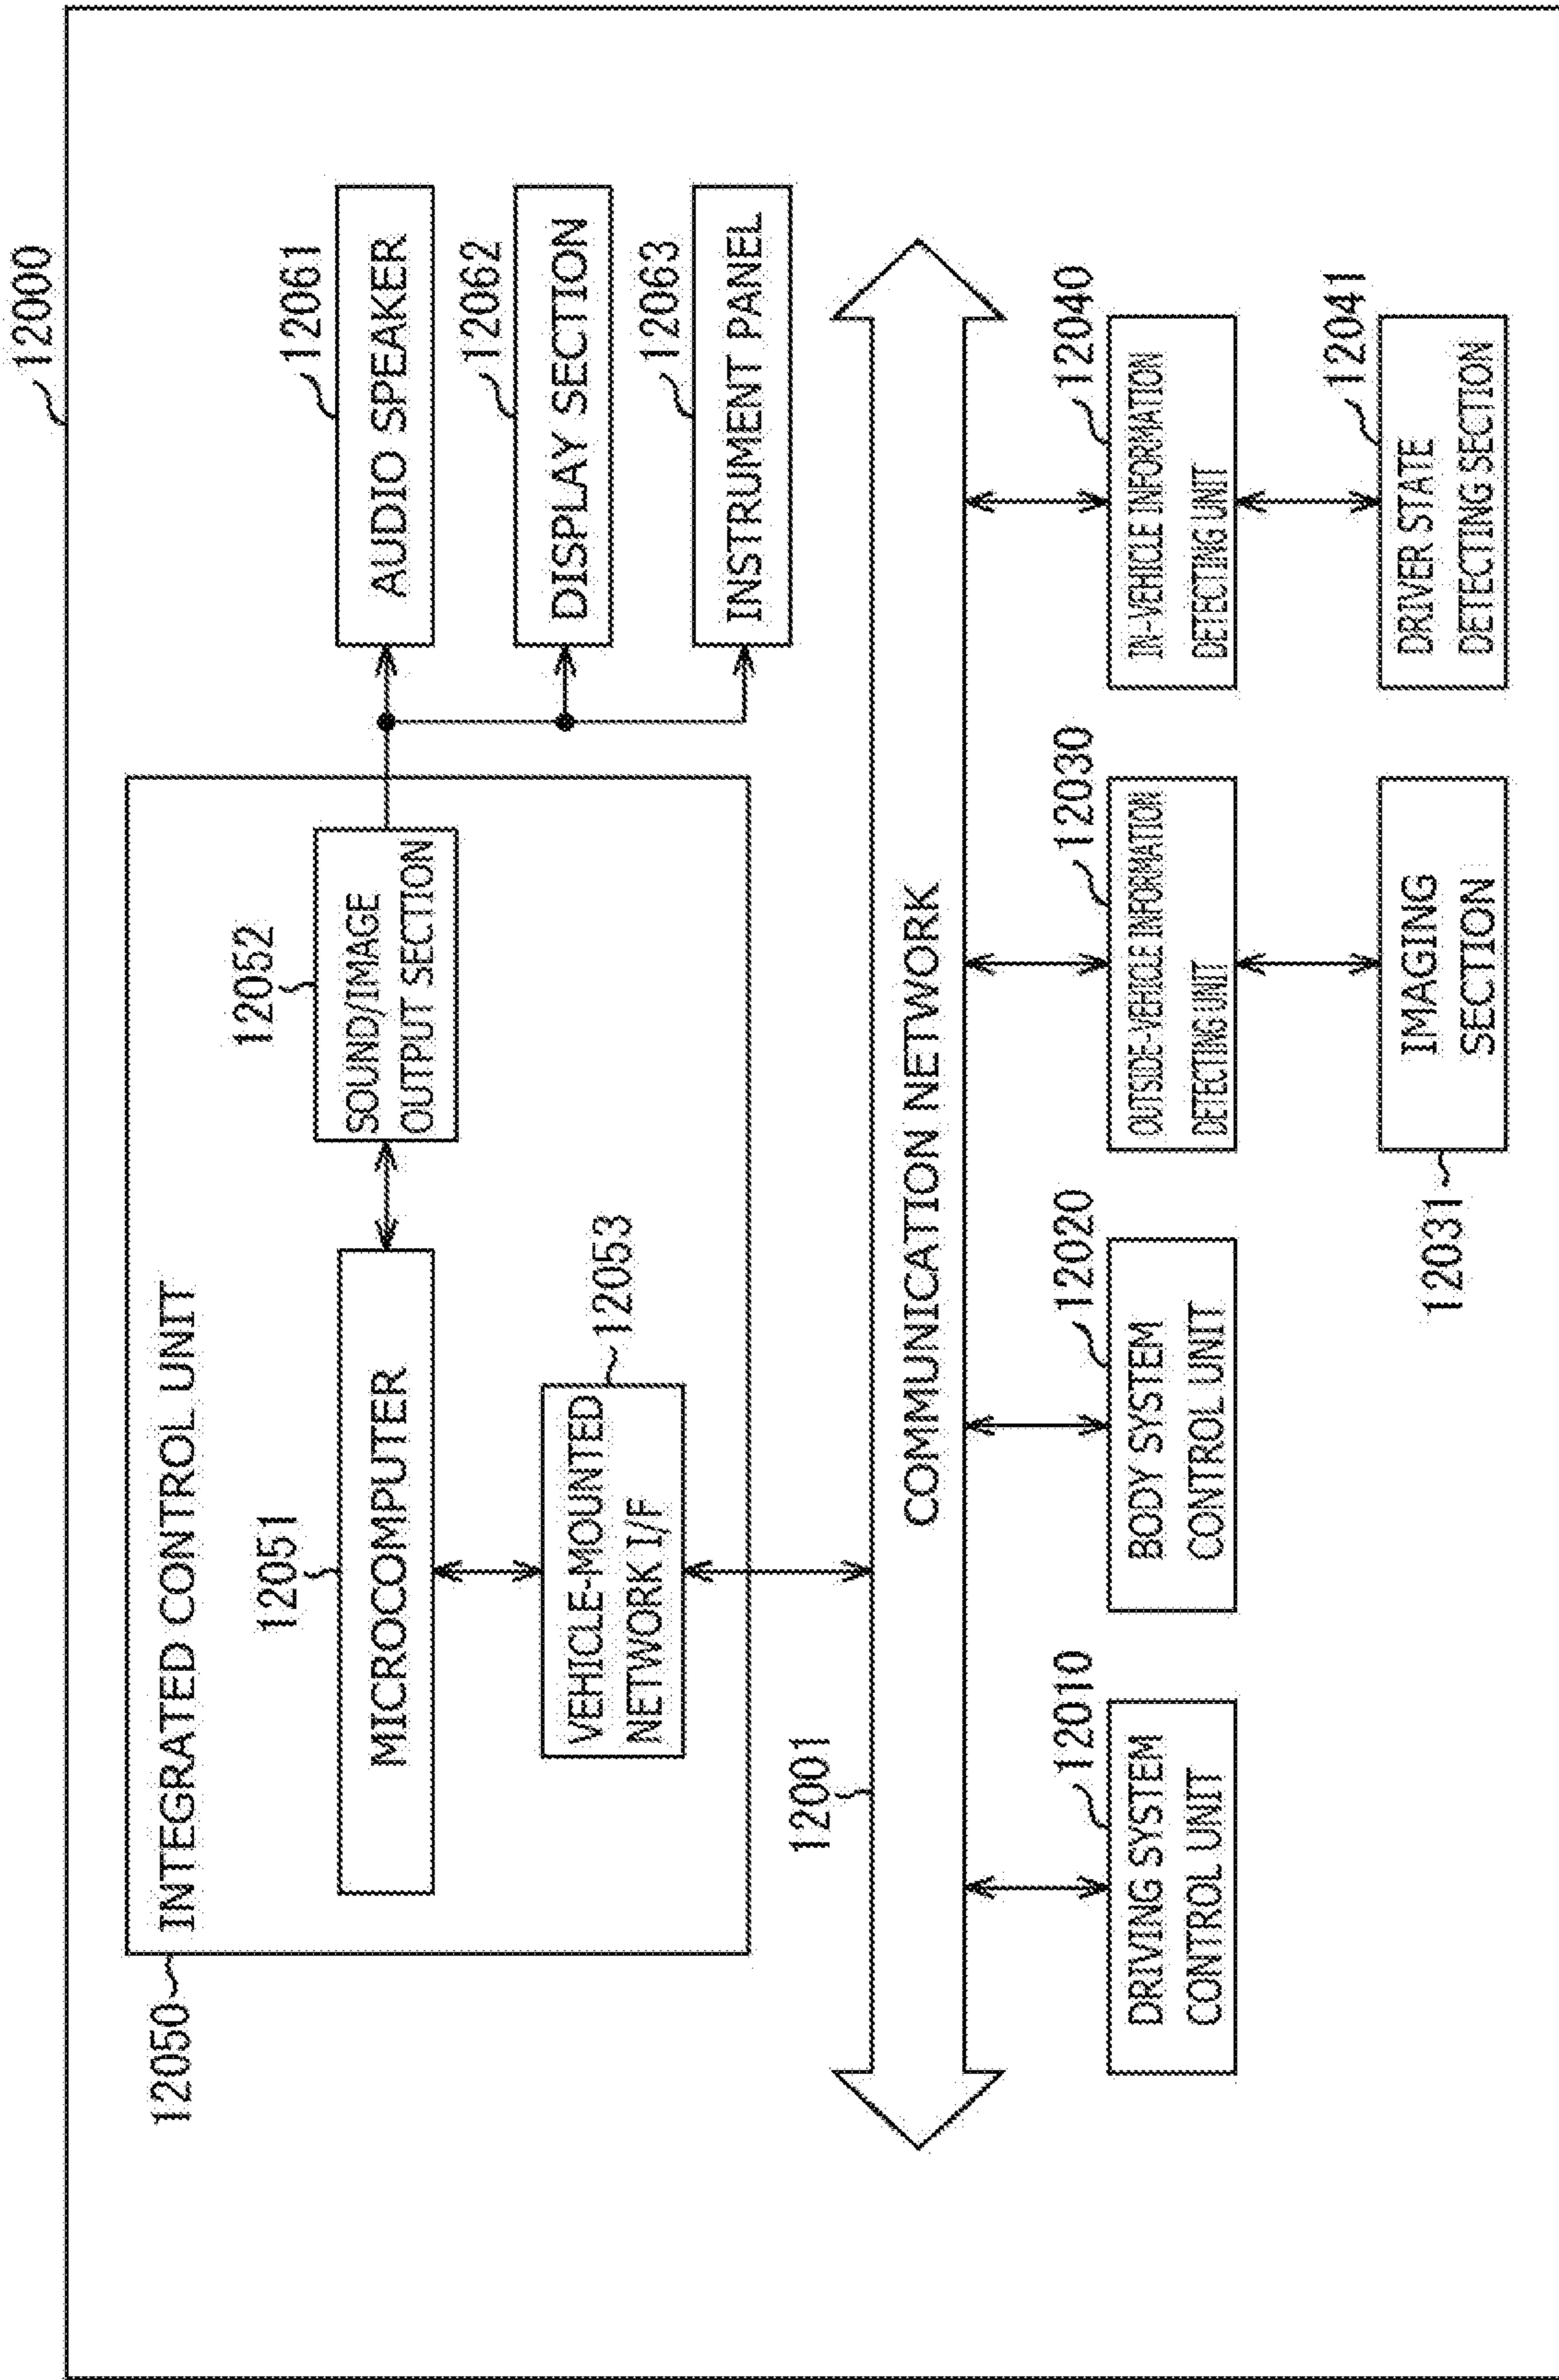 12000
12050
INTEGRATED CONTROL UNIT
12051
MICROCOMPUTER
12052
SOUND/IMAGE
OUTPUT SECTION
12053
VEHICLE-MOUNTED
NETWORK I/F
12061
AUDIO SPEAKER
12062
DISPLAY SECTION
12063
INSTRUMENT PANEL
12001
COMMUNICATION NETWORK
12010
DRIVING SYSTEM
CONTROL UNIT
12020
BODY SYSTEM
CONTROL UNIT
12030
OUTSIDE-VEHICLE INFORMATION
DETECTING UNIT
12040
IN-VEHICLE INFORMATION
DETECTING UNIT
12031
IMAGING
SECTION
12041
DRIVER STATE
DETECTING SECTION